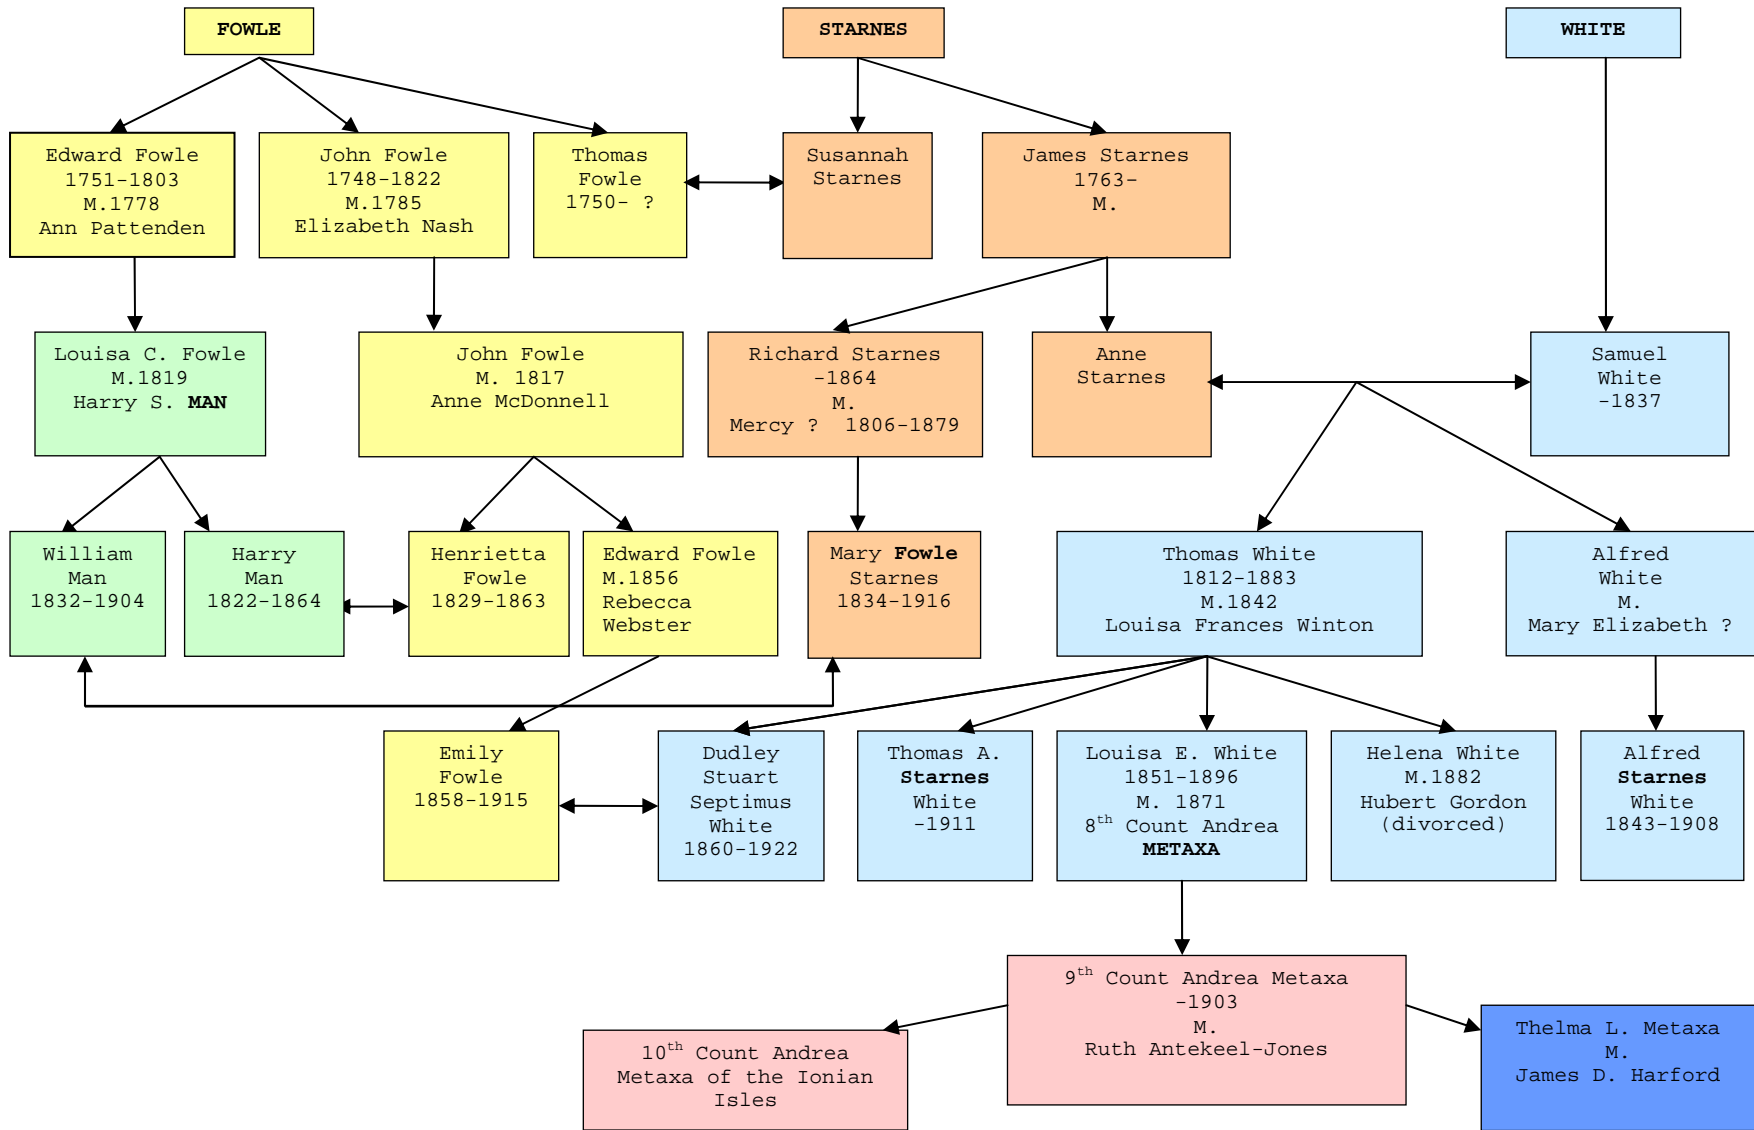 FOWLE
STARNES
WHITE
Edward Fowle
1751-1803
M.1778
Ann Pattenden
John Fowle
1748-1822
M.1785
Elizabeth Nash
Thomas
Fowle
1750- ?
Susannah
Starnes
James Starnes
1763-
M.
Louisa C. Fowle
M.1819
Harry S. MAN
John Fowle
M. 1817
Anne McDonnell
Richard Starnes
-1864
M.
Mercy ? 1806-1879
Anne
Starnes
Samuel
White
-1837
William
Man
1832-1904
Harry
Man
1822-1864
Henrietta
Fowle
1829-1863
Edward Fowle
M.1856
Rebecca
Webster
Mary Fowle
Starnes
1834-1916
Thomas White
1812-1883
M.1842
Louisa Frances Winton
Alfred
White
M.
Mary Elizabeth ?
Emily
Fowle
1858-1915
Dudley
Stuart
Septimus
White
1860-1922
Thomas A.
Starnes
White
-1911
Louisa E. White
1851-1896
M. 1871
8th Count Andrea
METAXA
Helena White
M.1882
Hubert Gordon
(divorced)
Alfred
Starnes
White
1843-1908
9th Count Andrea Metaxa
-1903
M.
Ruth Antekeel-Jones
10th Count Andrea
Metaxa of the Ionian
Isles
Thelma L. Metaxa
M.
James D. Harford